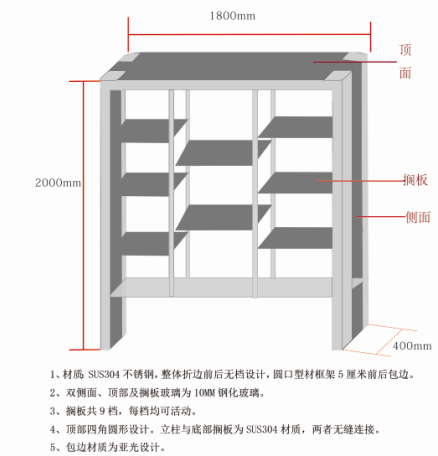 1800mm
顶
面
2000mm
搁板
侧面
400mm
1、材质: SUS304 不锈钢，整体折边前后无档设计，圆口型材框架 5 厘米前后包边。
2、双侧面、顶部及搁板玻璃为 10MM 钢化玻璃。
3、搁板共 9 档，每档均可活动。
4、顶部四角圆形设计。立柱与底部搁板为 SUS304 材质，两者无缝连接。
5、包边材质为亚光设计。